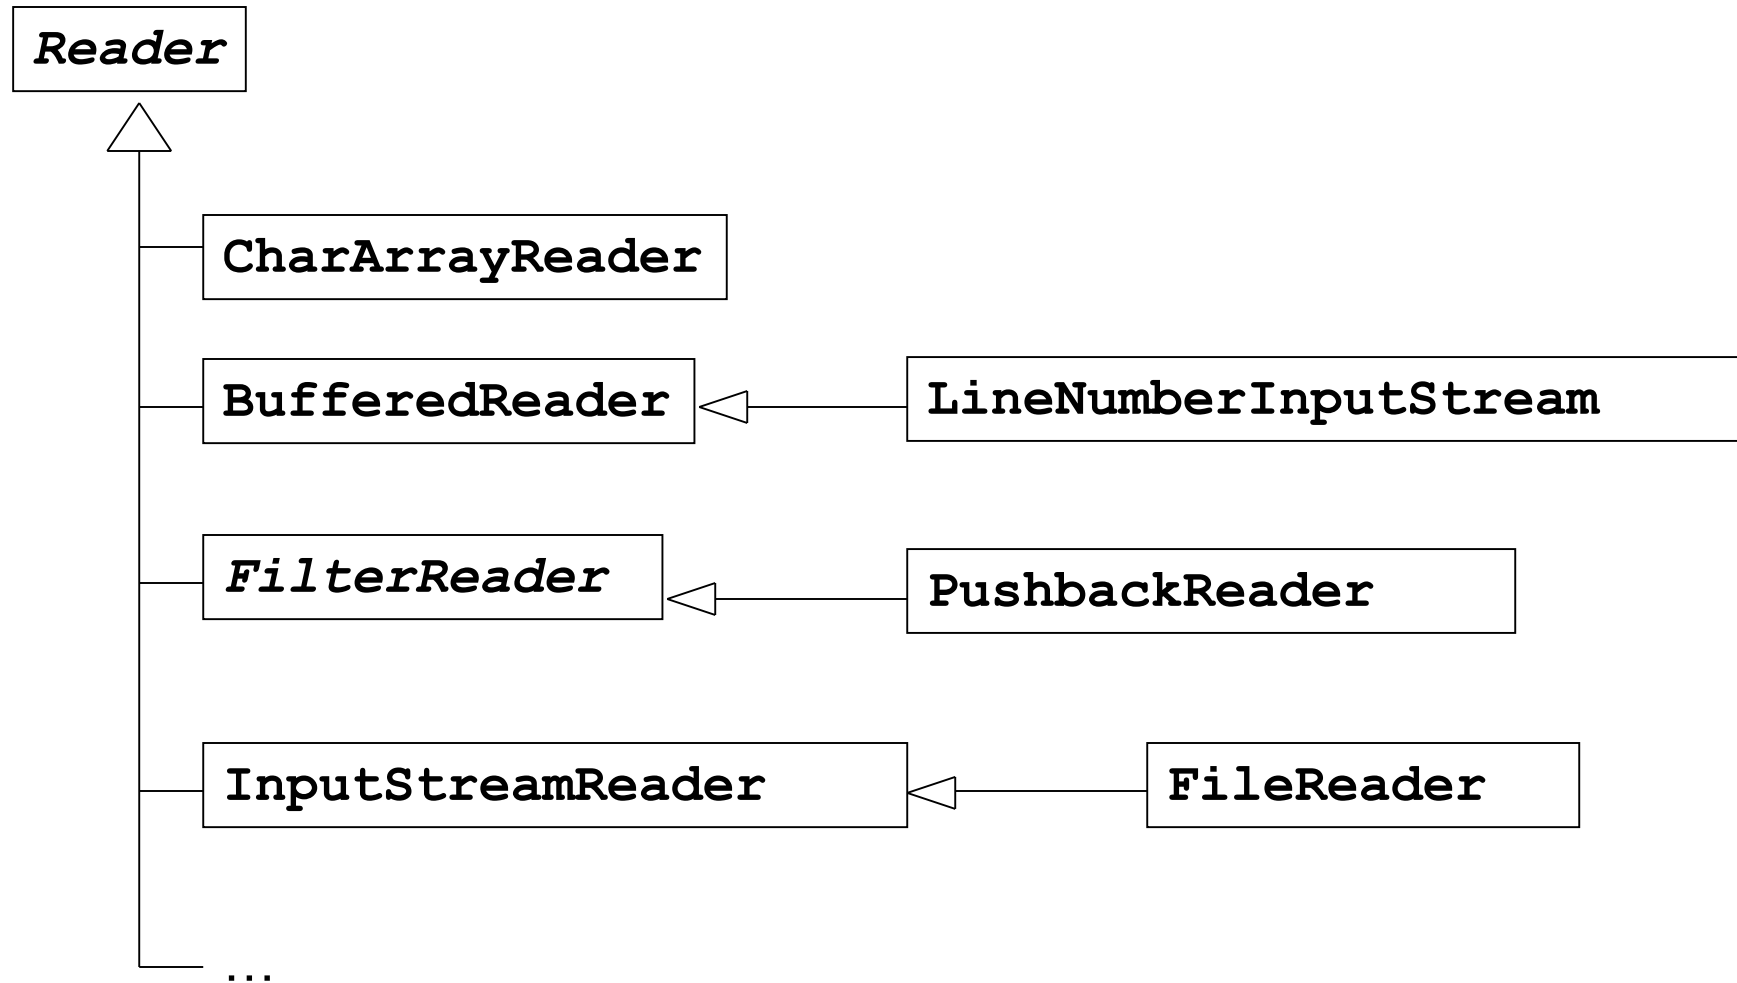 Reader
CharArrayReader
BufferedReader
LineNumberInputStream
FilterReader
PushbackReader
InputStreamReader
FileReader
...